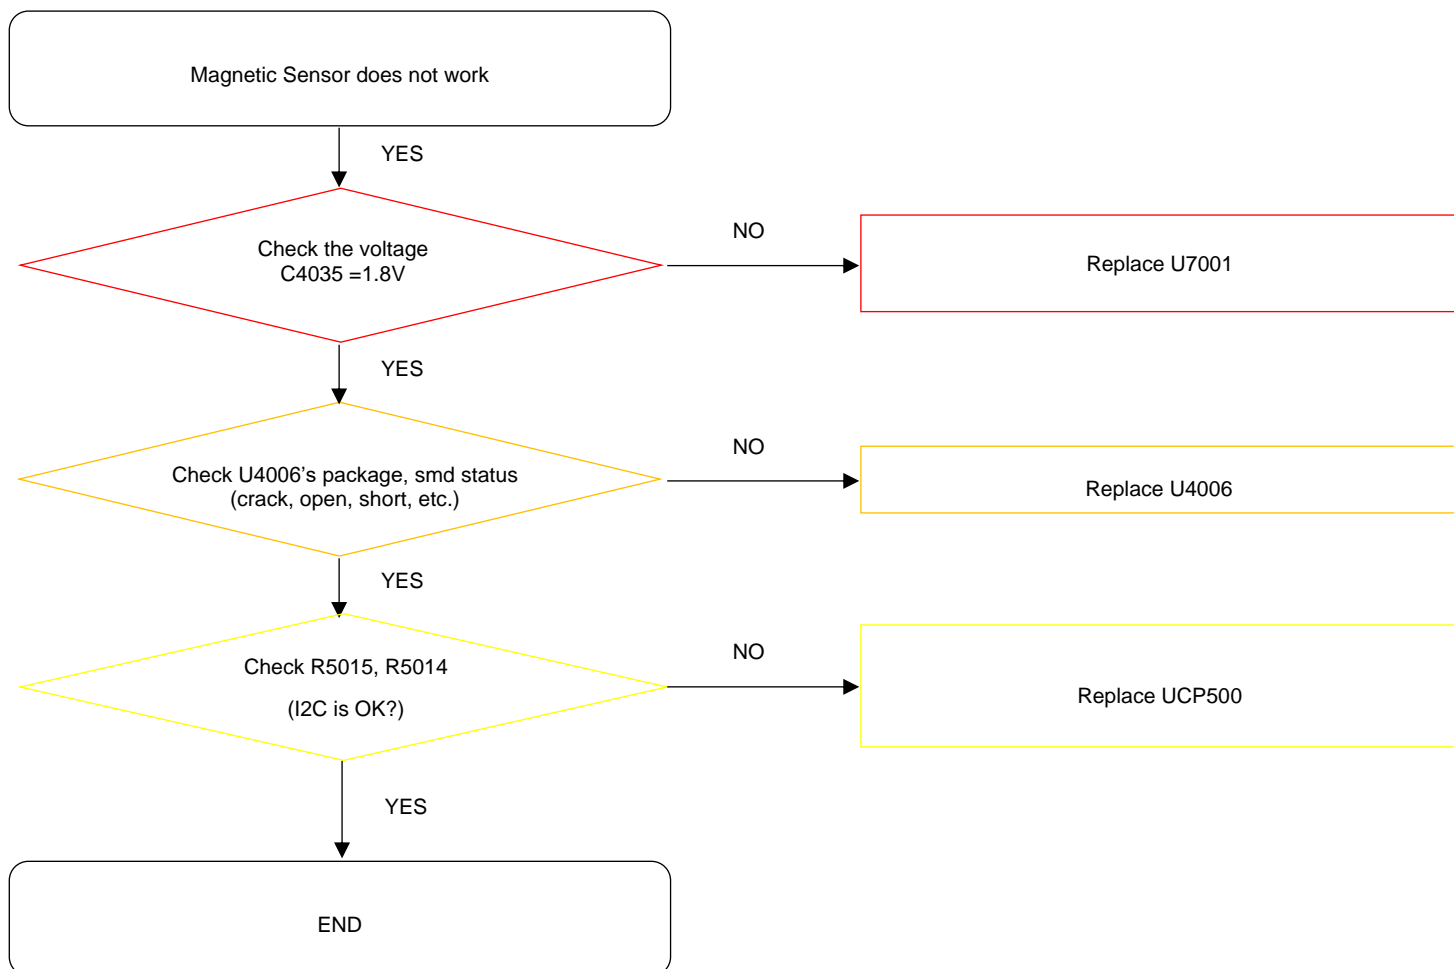 Magnetic Sensor does not work
YES
Check the voltage
C4035 =1.8V
NO
Replace U7001
YES
Check U4006’s package, smd status
(crack, open, short, etc.)
NO
Replace U4006
YES
Check R5015, R5014
(I2C is OK?)
NO
Replace UCP500
YES
END